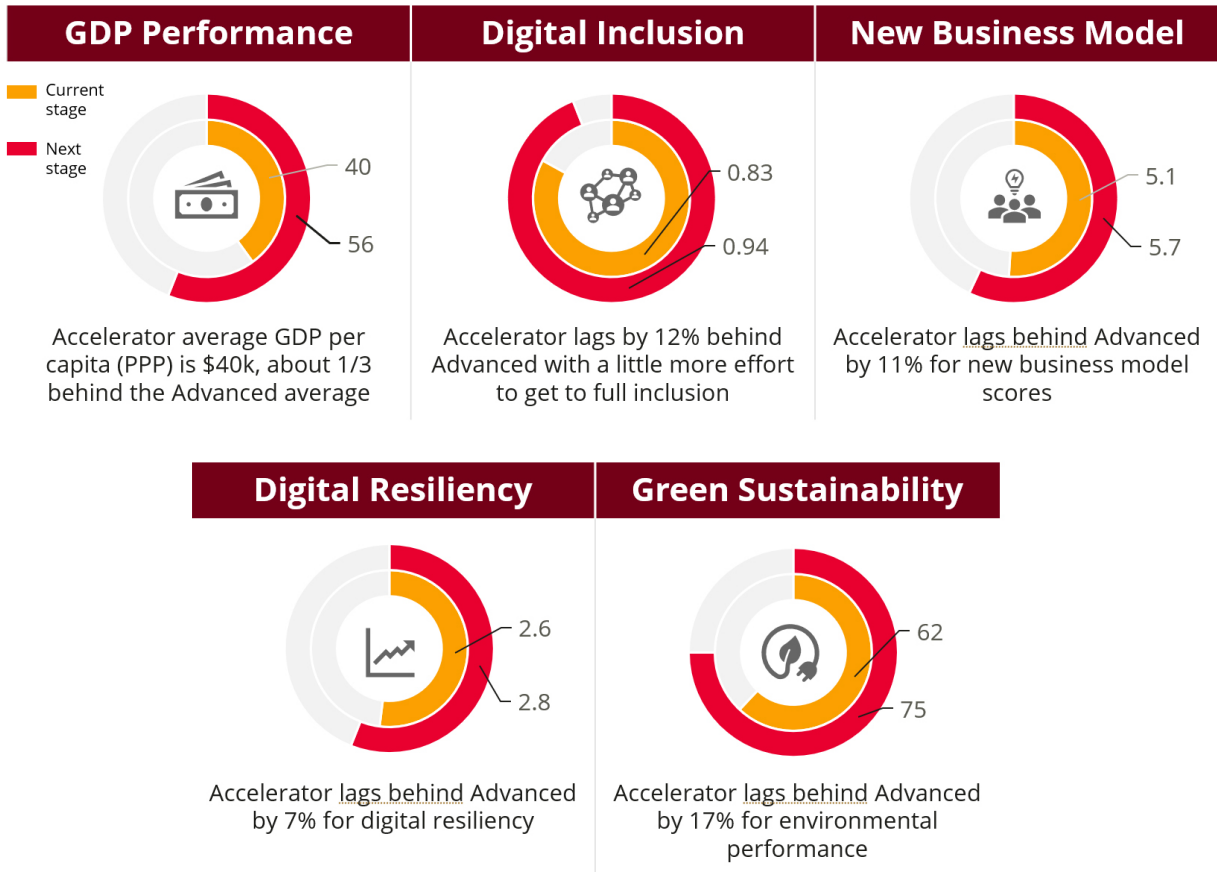 GDP Performance
Digital Inclusion
New Business Model
Current
stage
Next
stage
40
56
0.83
0.94
5.1
5.7
Accelerator average GDP per
capita (PPP) is $40k, about 1/3
behind the Advanced average
Accelerator lags by 12% behind
Advanced with a little more effort
to get to full inclusion
Accelerator lags behind Advanced
by 11% for new business model
scores
Digital Resiliency
Green Sustainability
2.6
2.8
62
75
Accelerator lags behind Advanced
by 7% for digital resiliency
Accelerator lags behind Advanced
by 17% for environmental
performance